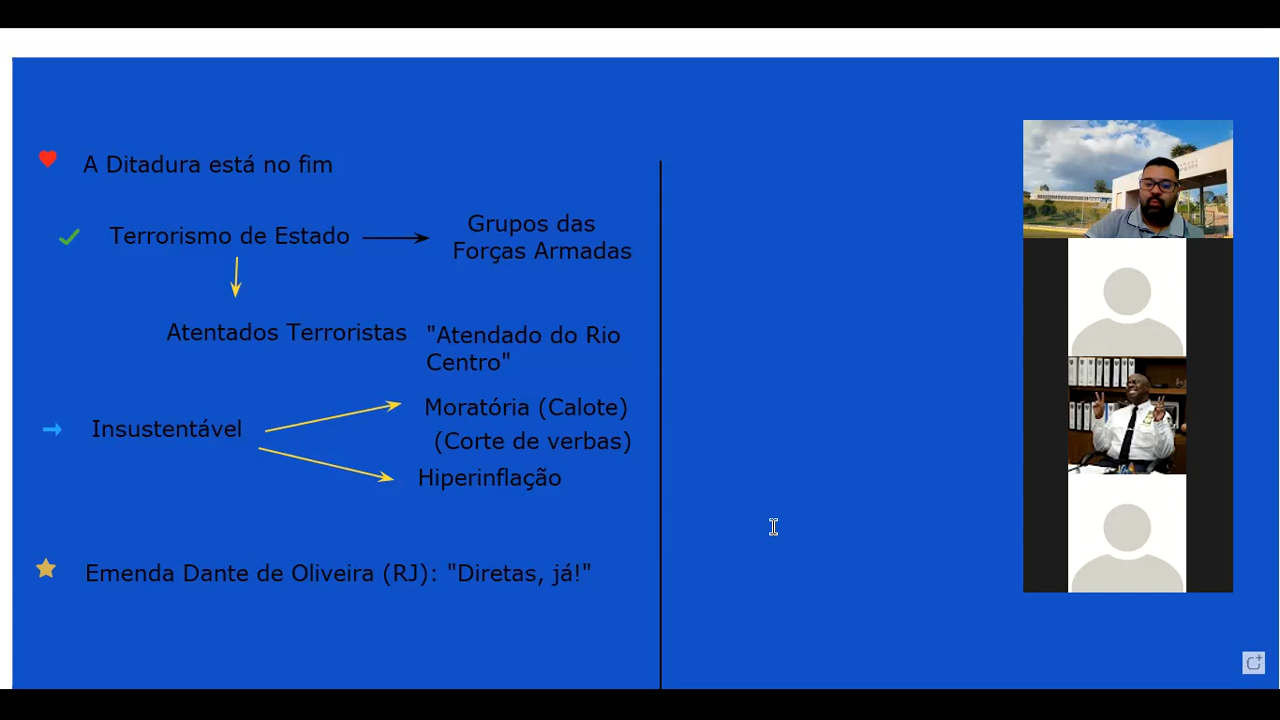 A Ditadura está no fim
Terrorismo de Estado
Grupos das
Forças Armadas
Atentados Terroristas
"Atendado do Rio
Centro"
Insustentável
Moratória (Calote)
(Corte de verbas)
Hiperinflação
Emenda Dante de Oliveira (RJ): "Diretas, já!"